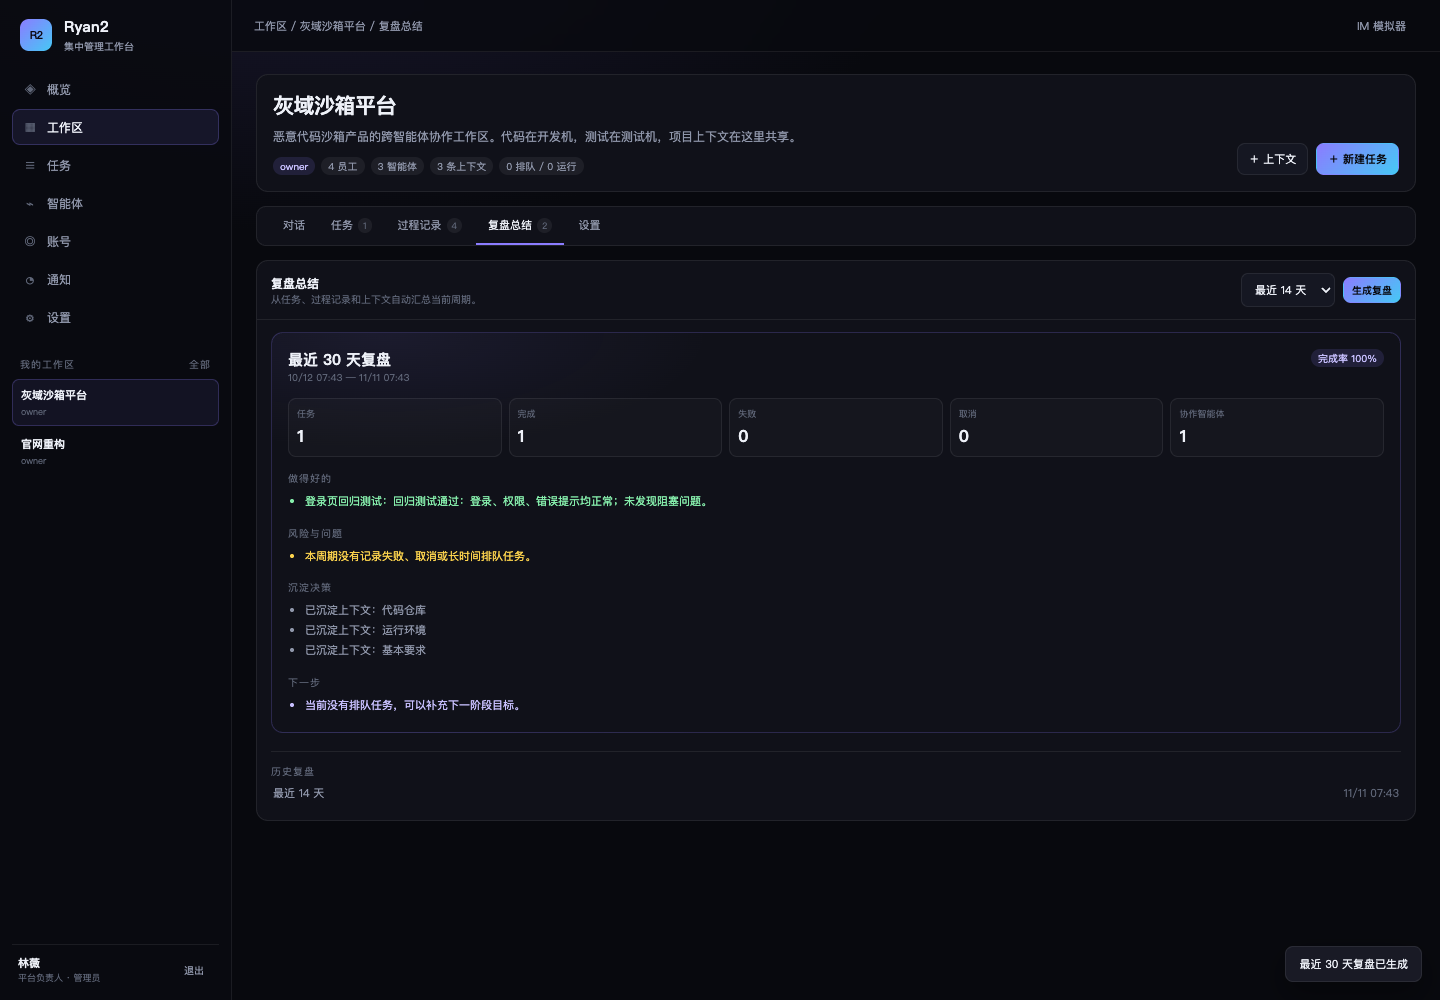 R2
Ryan2
集中管理工作台
概览
工作区
任务
智能体
账号
通知
设置
我的工作区 全部
灰域沙箱平台
owner
官网重构
owner
林薇
平台负责人 · 管理员
退出
工作区 / 灰域沙箱平台 / 复盘总结
IM 模拟器
灰域沙箱平台
恶意代码沙箱产品的跨智能体协作工作区。代码在开发机，测试在测试机，项目上下文在这里共享。
owner 4 员工 3 智能体 3 条上下文 0 排队 / 0 运行
+ 上下文 + 新建任务
对话 任务 1 过程记录 4 复盘总结 2 设置
复盘总结
从任务、过程记录和上下文自动汇总当前周期。
最近 14 天 生成复盘
最近 30 天复盘
10/12 07:43 — 11/11 07:43
完成率 100%
任务 完成 失败 取消 协作智能体
1 1 0 0 1
做得好的
• 登录页回归测试：回归测试通过：登录、权限、错误提示均正常；未发现阻塞问题。
风险与问题
• 本周期没有记录失败、取消或长时间排队任务。
沉淀决策
• 已沉淀上下文：代码仓库
• 已沉淀上下文：运行环境
• 已沉淀上下文：基本要求
下一步
• 当前没有排队任务，可以补充下一阶段目标。
历史复盘
最近 14 天 11/11 07:43
最近 30 天复盘已生成